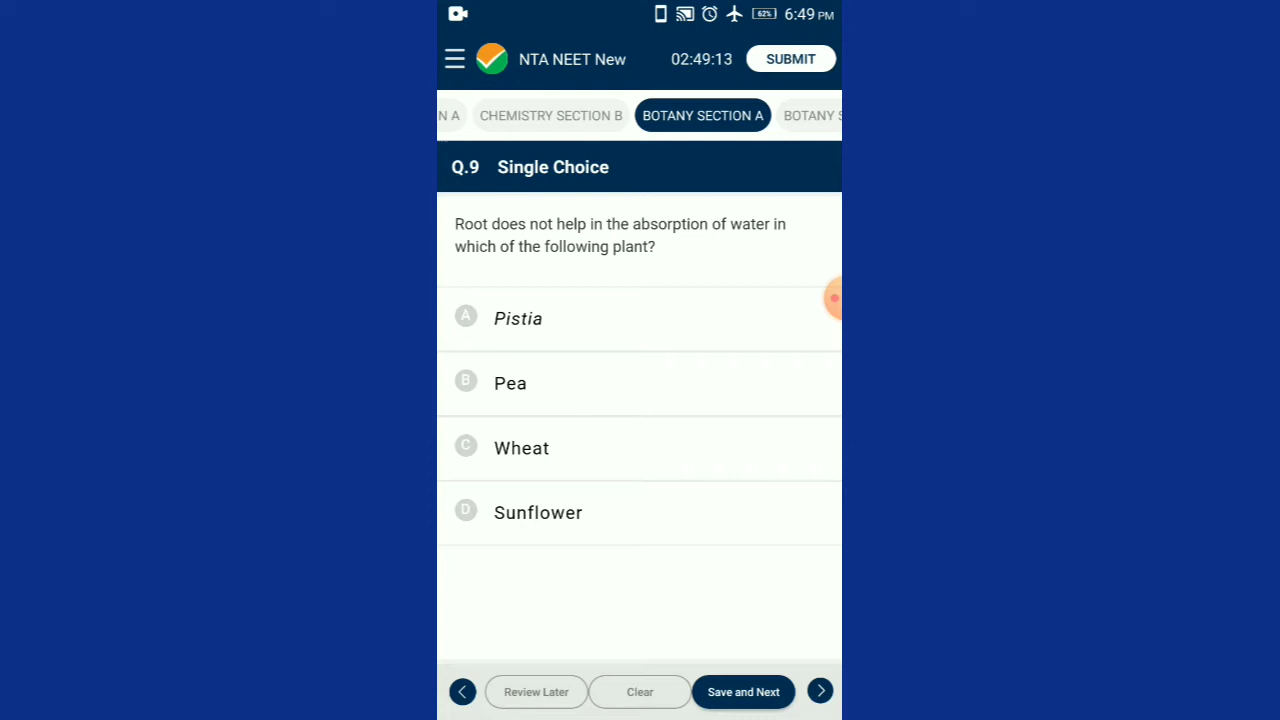 62% 6:49 PM
NTA NEET New 02:49:13 SUBMIT
N A CHEMISTRY SECTION B BOTANY SECTION A BOTANY S
Q.9 Single Choice
Root does not help in the absorption of water in
which of the following plant?
A Pistia
B Pea
C Wheat
D Sunflower
Review Later Clear Save and Next